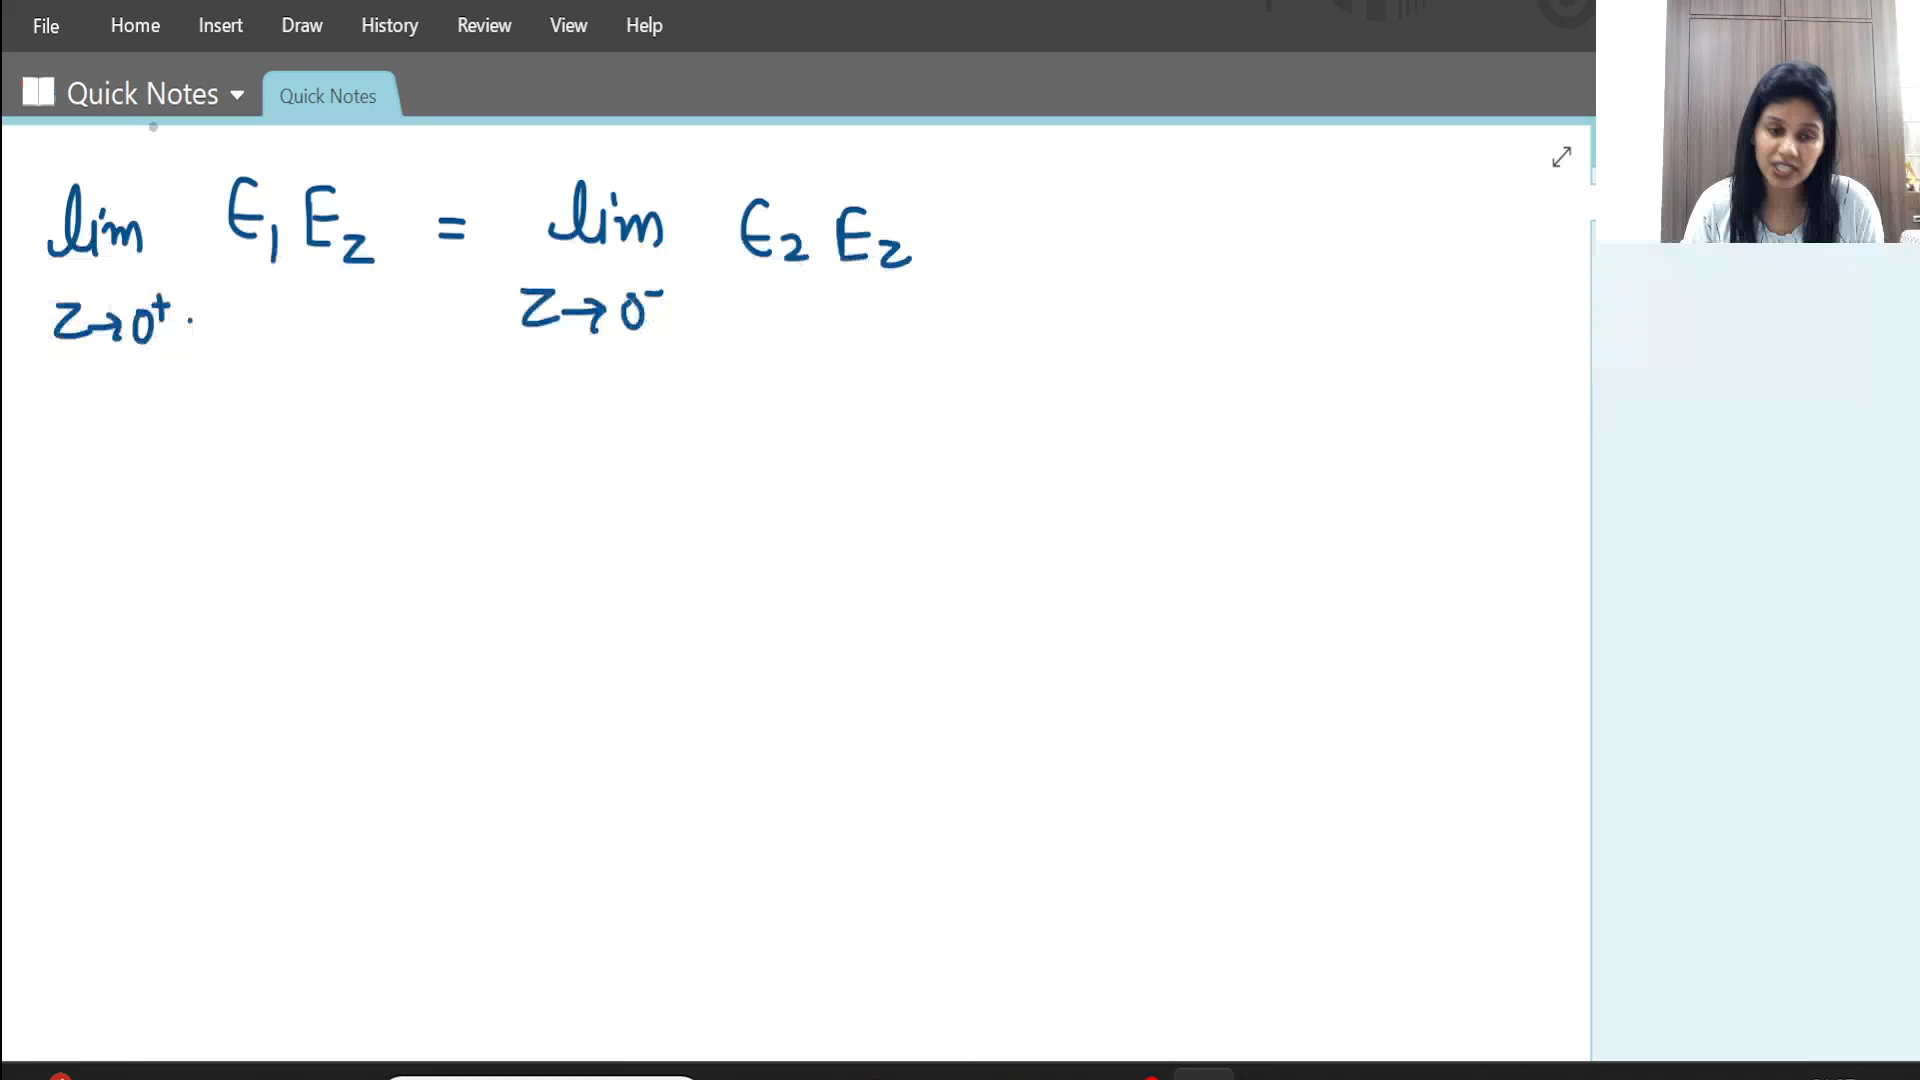 File Home Insert Draw History Review View Help
Quick Notes Quick Notes
lim ϵ₁ E_z = lim ϵ₂ E_z
z→0⁺ z→0⁻